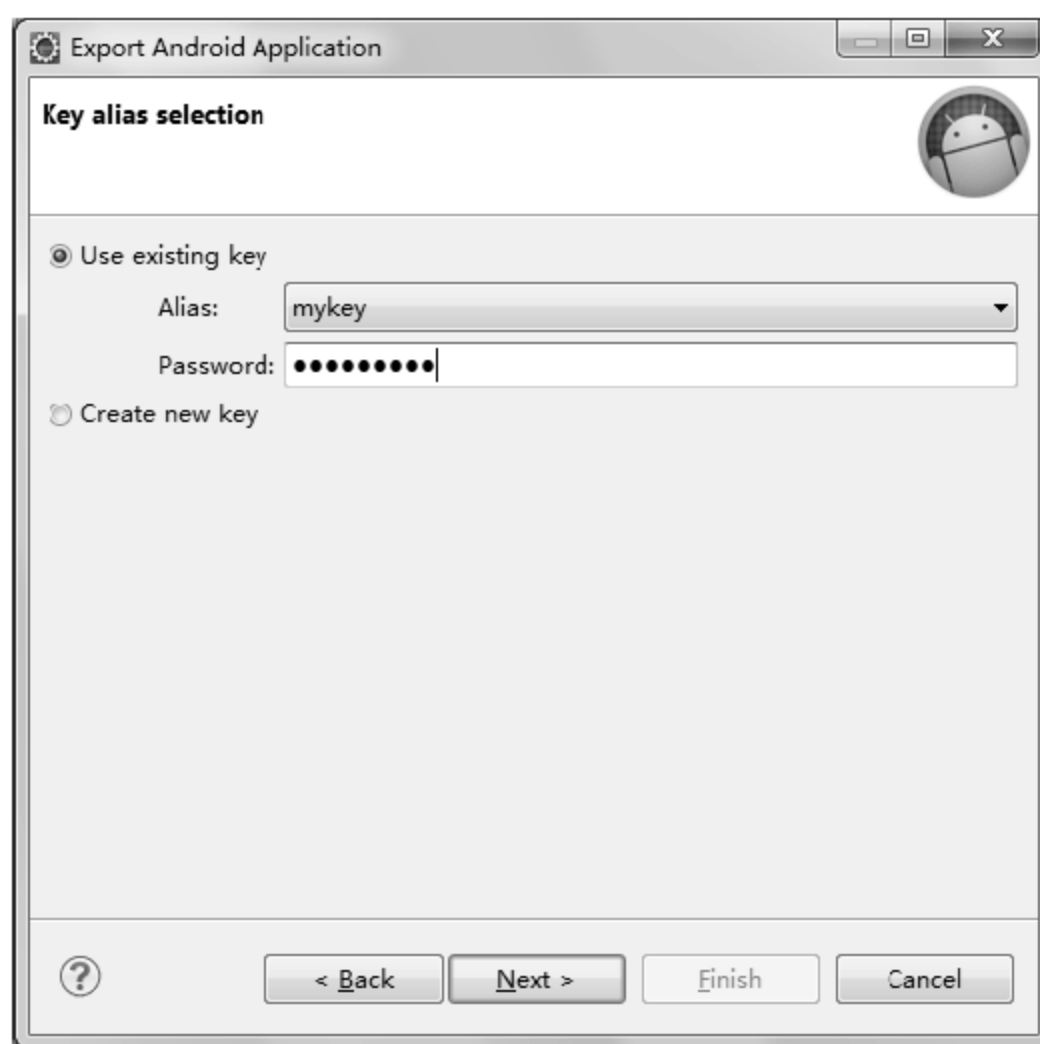 Export Android Application
Key alias selection
Use existing key
Alias: mykey
Password: ●●●●●●●●●
Create new key
? < Back Next > Finish Cancel